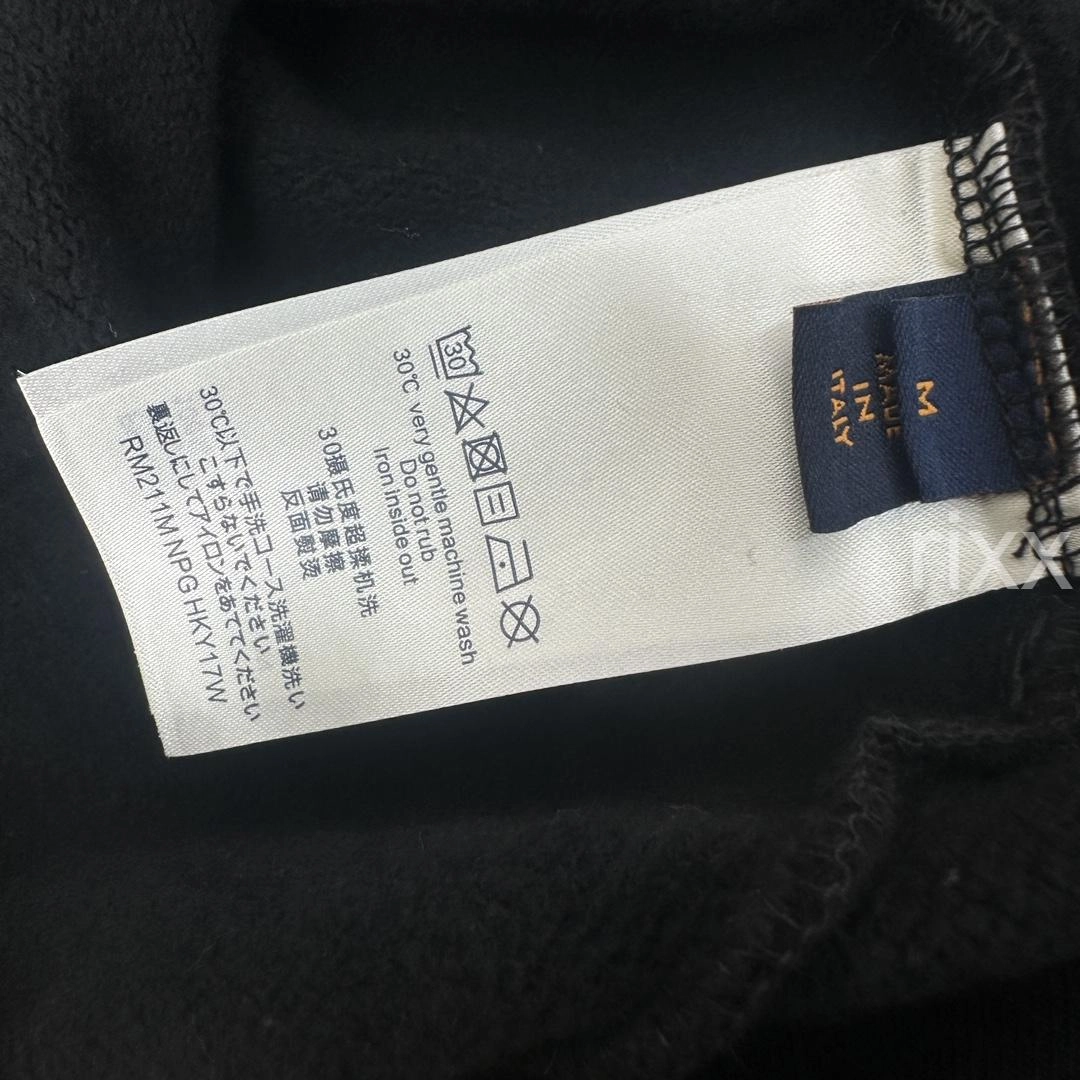 30
30℃ very gentle machine wash
Do not rub
Iron inside out
30摄氏度超揉机洗
请勿摩擦
反面熨烫
30℃以下で手洗コース洗濯機洗い
こすらないでください
裏返しにしてアイロンをあててください
RM211M NPG HKY17W
M
MADE
IN
ITALY
rixx